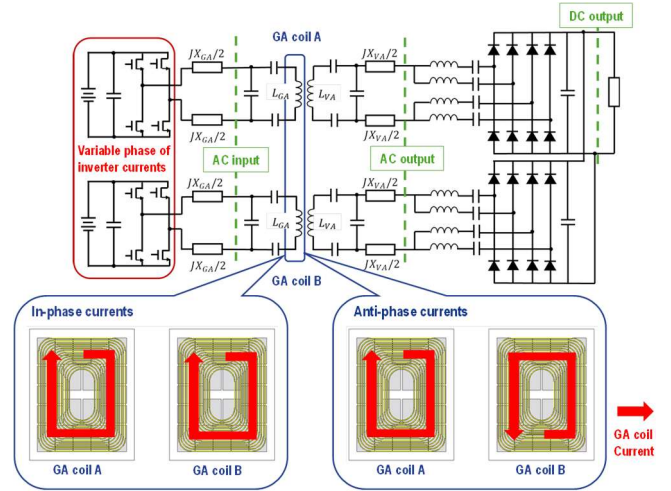 DC output
GA coil A
JX_GA/2
JX_VA/2
L_GA
L_VA
JX_GA/2
JX_VA/2
Variable phase of
inverter currents
AC input
AC output
JX_GA/2
JX_VA/2
L_GA
L_VA
JX_GA/2
JX_VA/2
GA coil B
In-phase currents
Anti-phase currents
GA coil A
GA coil B
GA coil A
GA coil B
GA coil
Current